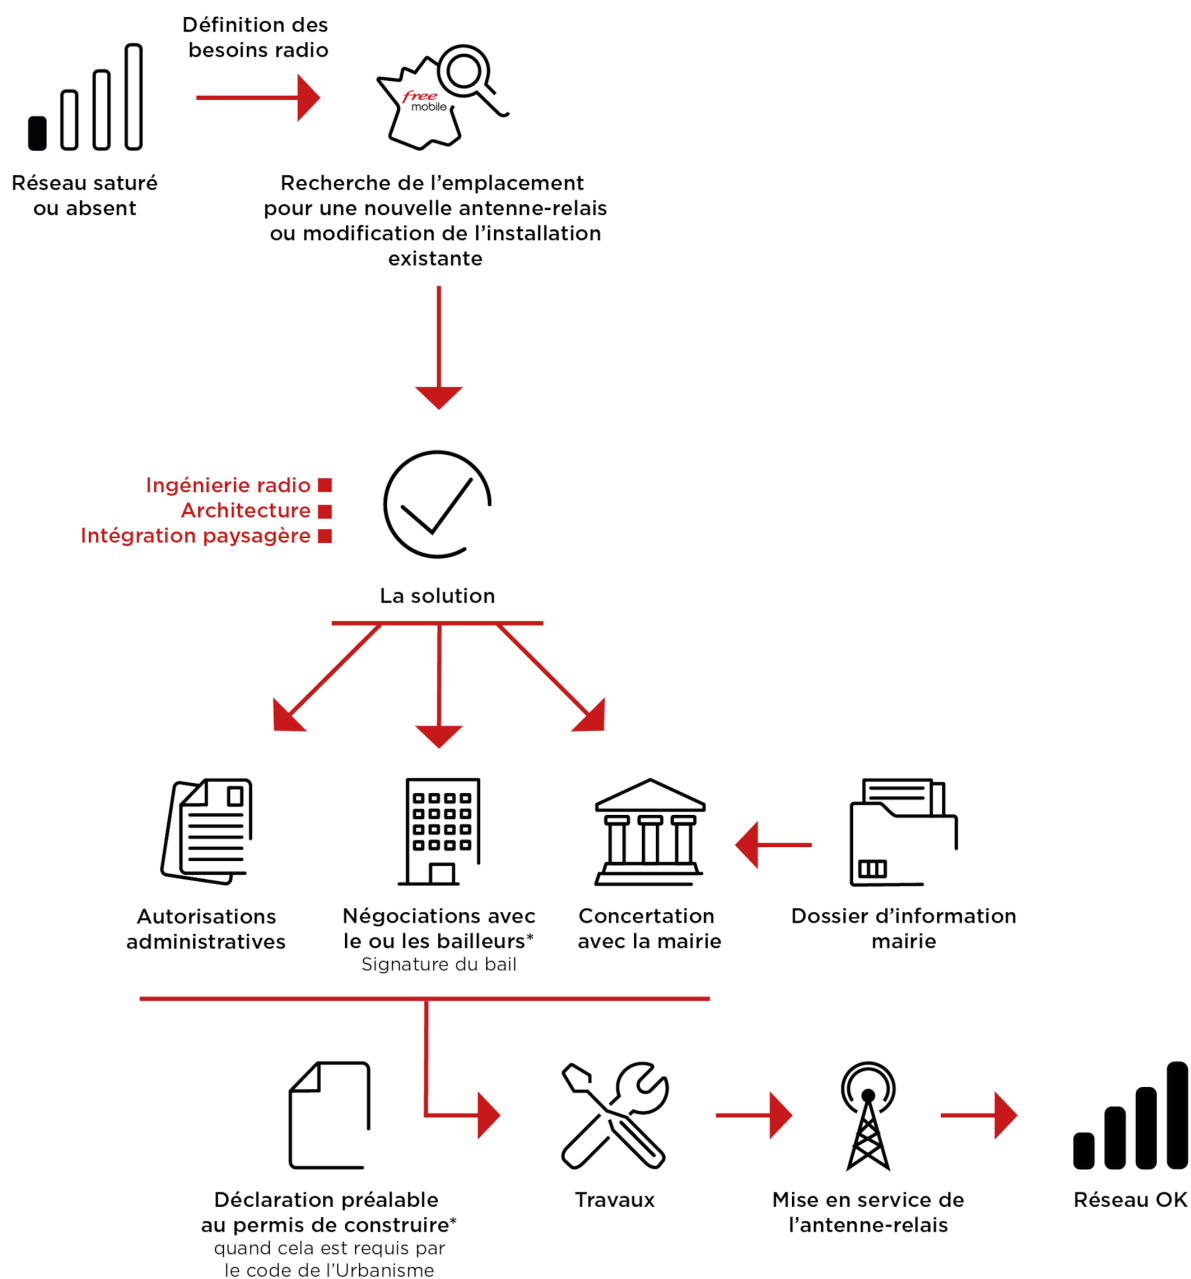 Définition des
besoins radio
free
mobile
Réseau saturé
ou absent
Recherche de l'emplacement
pour une nouvelle antenne-relais
ou modification de l'installation
existante
Ingénierie radio
Architecture
Intégration paysagère
La solution
Autorisations
administratives
Négociations avec
le ou les bailleurs*
Signature du bail
Concertation
avec la mairie
Dossier d'information
mairie
Déclaration préalable
au permis de construire*
quand cela est requis par
le code de l'Urbanisme
Travaux
Mise en service de
l'antenne-relais
Réseau OK